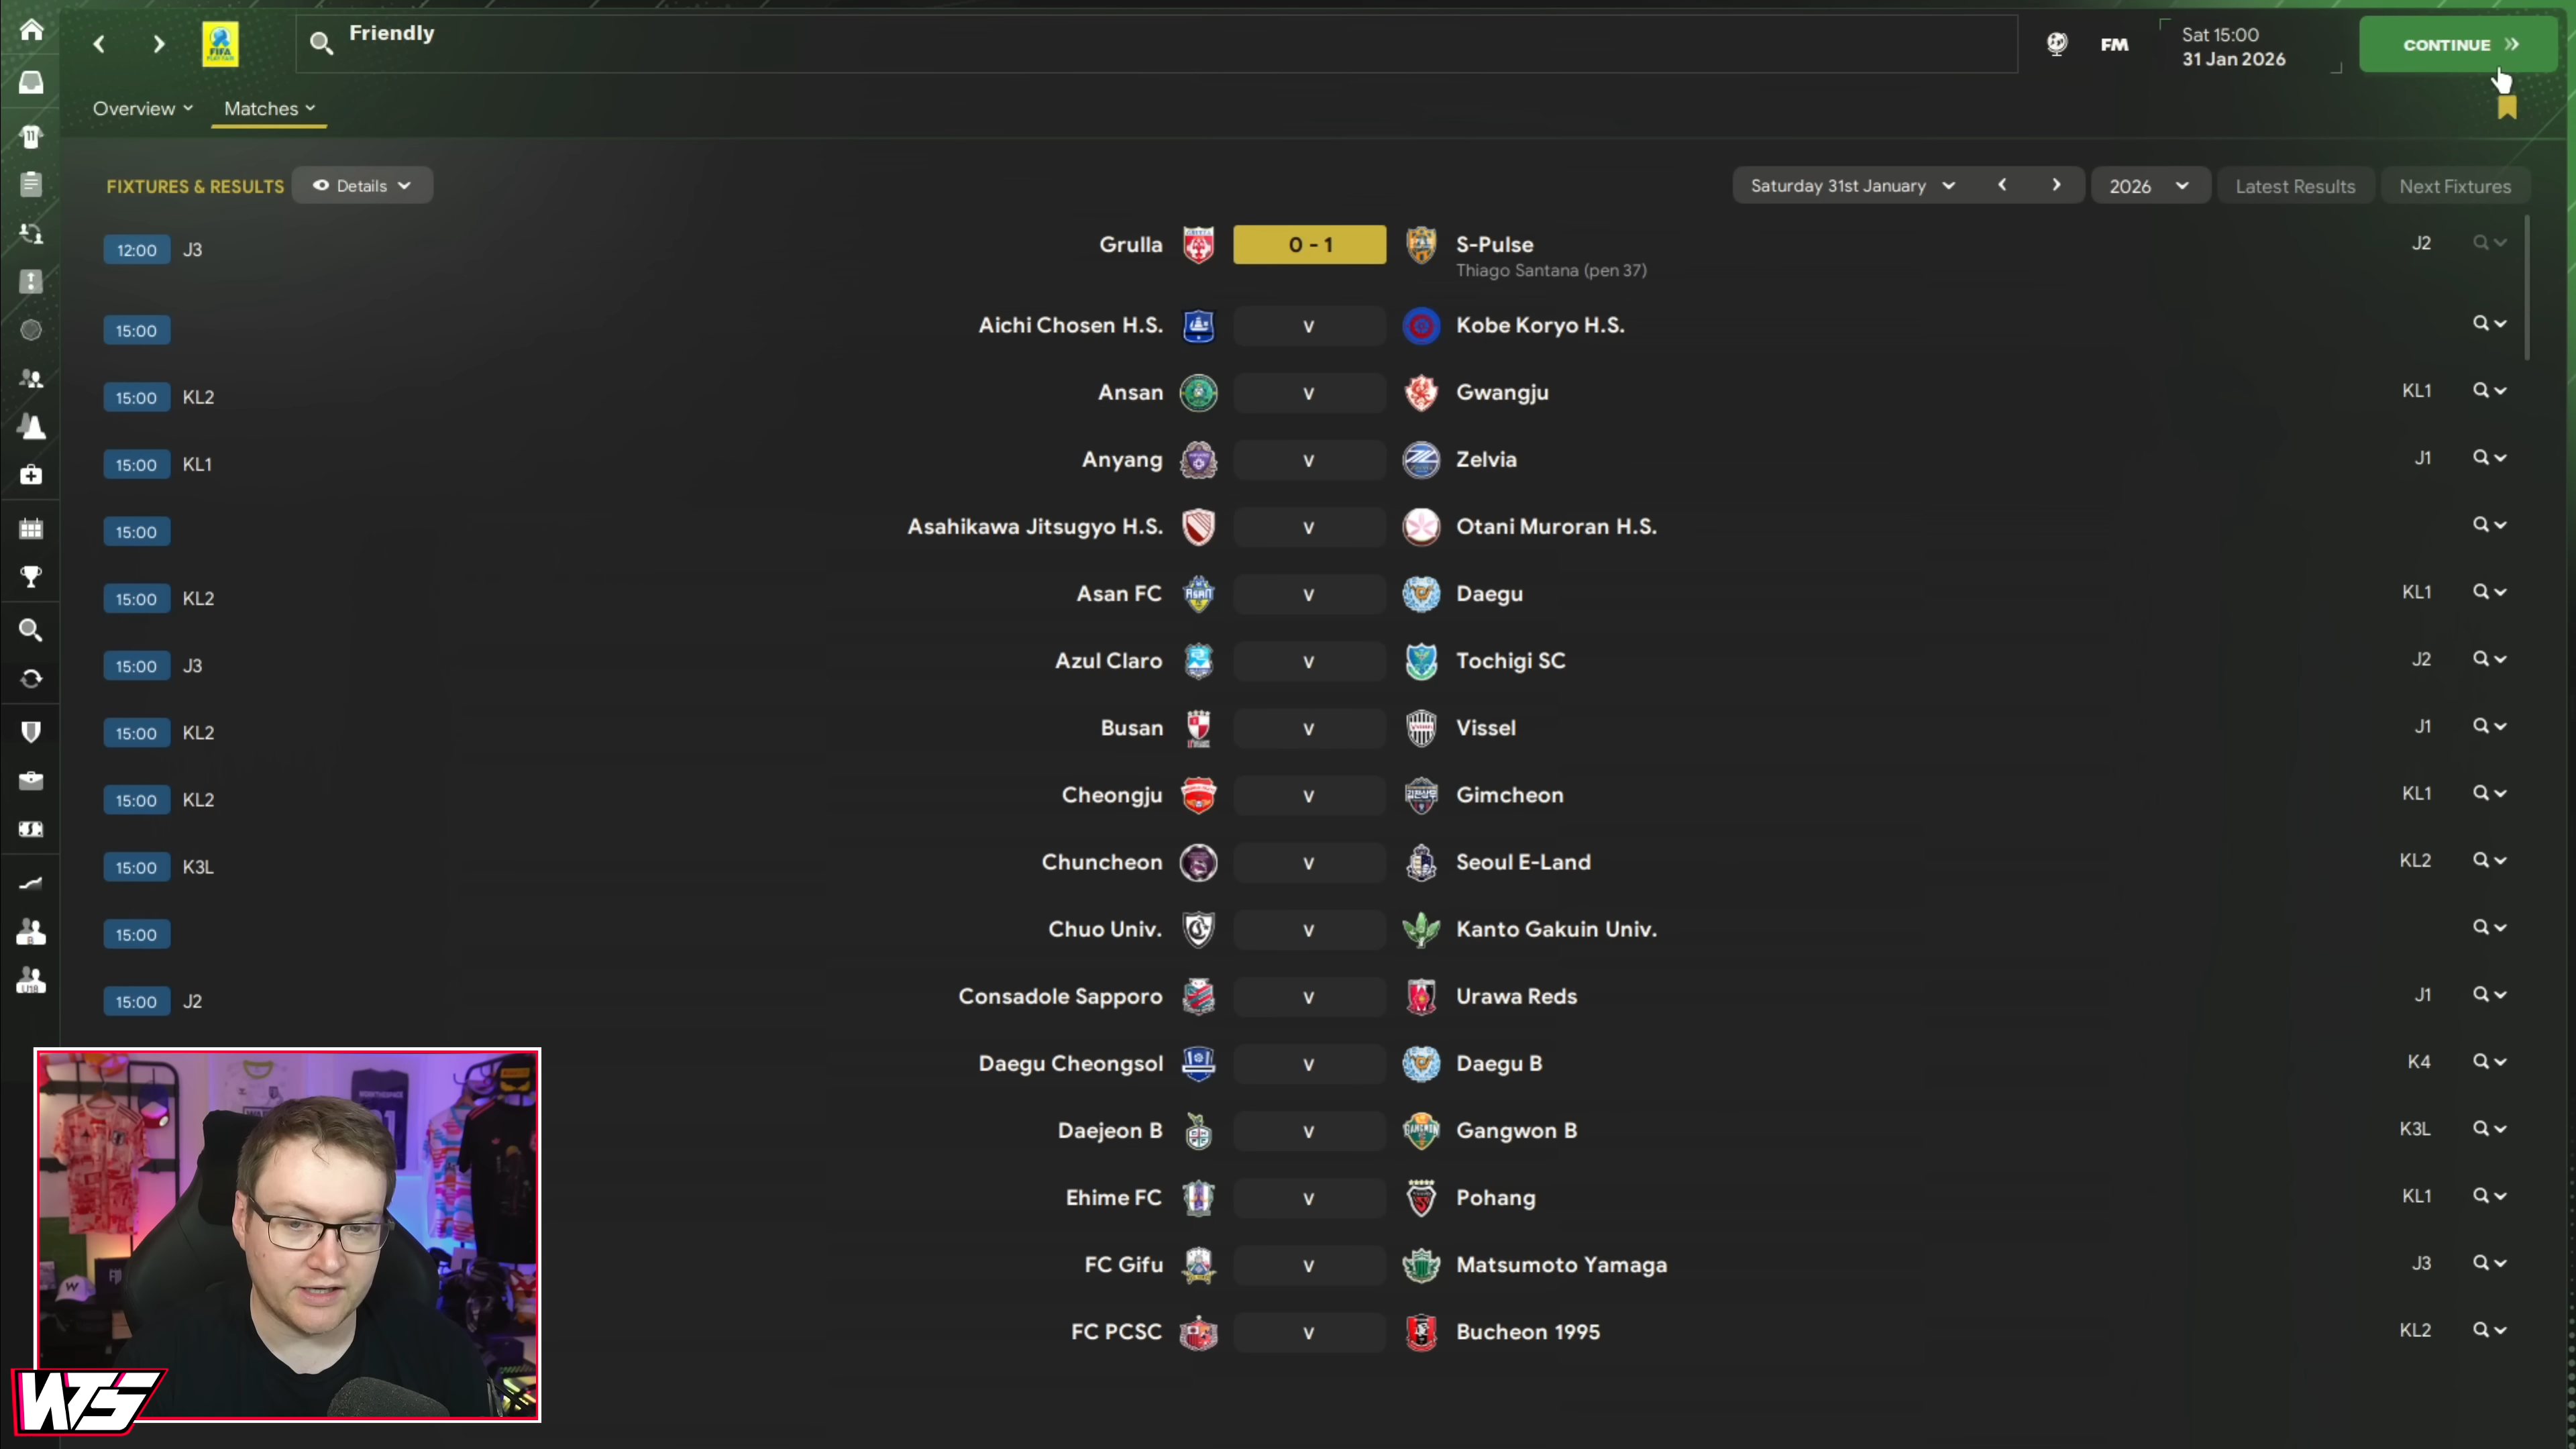 Friendly
FM
Sat 15:00
31 Jan 2026
CONTINUE
Overview
Matches
FIXTURES & RESULTS
Details
Saturday 31st January
2026
Latest Results
Next Fixtures
12:00 J3 Grulla 0 - 1 S-Pulse J2
Thiago Santana (pen 37)
15:00 Aichi Chosen H.S. v Kobe Koryo H.S.
15:00 KL2 Ansan v Gwangju KL1
15:00 KL1 Anyang v Zelvia J1
15:00 Asahikawa Jitsugyo H.S. v Otani Muroran H.S.
15:00 KL2 Asan FC v Daegu KL1
15:00 J3 Azul Claro v Tochigi SC J2
15:00 KL2 Busan v Vissel J1
15:00 KL2 Cheongju v Gimcheon KL1
15:00 K3L Chuncheon v Seoul E-Land KL2
15:00 Chuo Univ. v Kanto Gakuin Univ.
15:00 J2 Consadole Sapporo v Urawa Reds J1
Daegu Cheongsol v Daegu B K4
Daejeon B v Gangwon B K3L
Ehime FC v Pohang KL1
FC Gifu v Matsumoto Yamaga J3
FC PCSC v Bucheon 1995 KL2
FIFA
11
B
U18
WTS